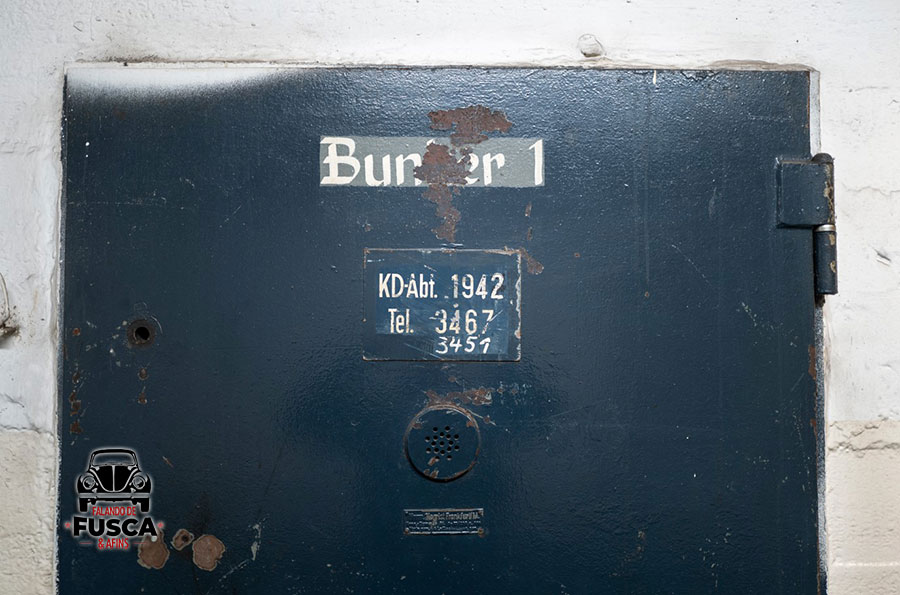 Bunker 1
KD-Abt. 1942
Tel. 3467
3451
FALANDO DE
FUSCA
& AFINS